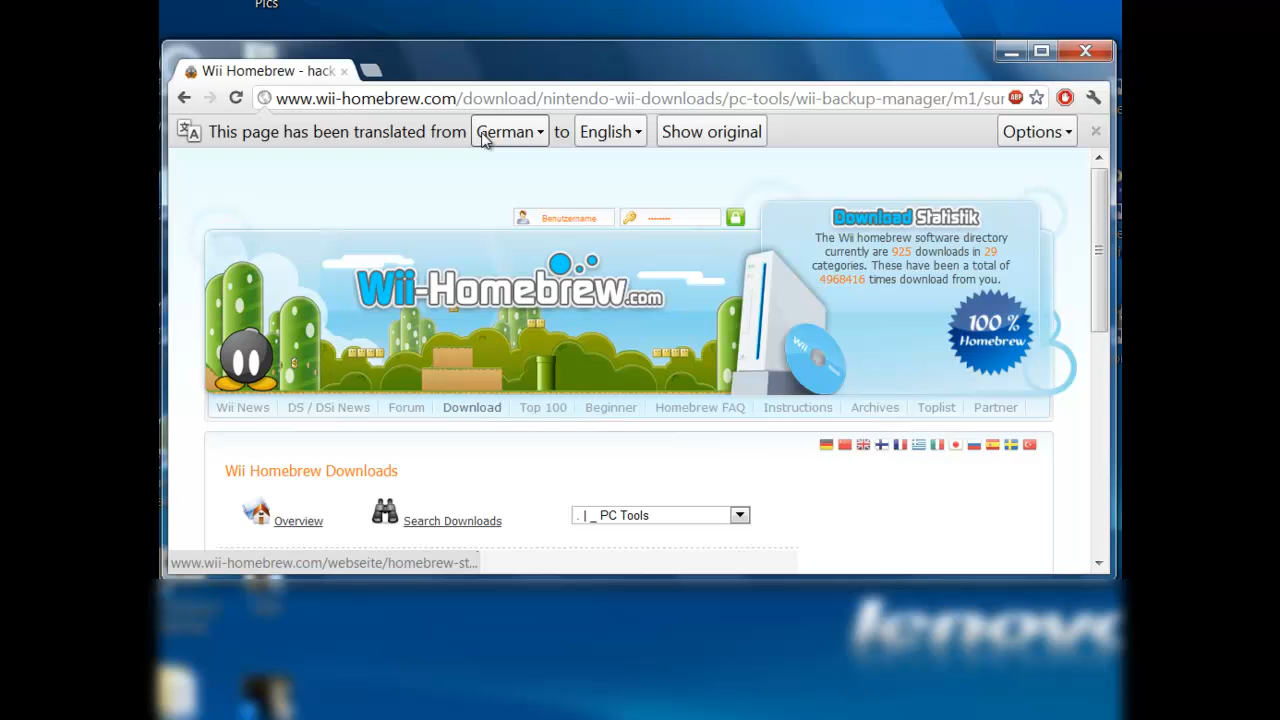 Pics
Wii Homebrew - hack
www.wii-homebrew.com/download/nintendo-wii-downloads/pc-tools/wii-backup-manager/m1/sur
ABP
This page has been translated from German to English Show original Options
Benutzername ········
Download Statistik
The Wii homebrew software directory
currently are 925 downloads in 29
categories. These have been a total of
4968416 times download from you.
Wii-Homebrew.com
100 %
Homebrew
Wii
Wii News DS / DSi News Forum Download Top 100 Beginner Homebrew FAQ Instructions Archives Toplist Partner
Wii Homebrew Downloads
Overview Search Downloads . | _ PC Tools
www.wii-homebrew.com/webseite/homebrew-st...
lenovo